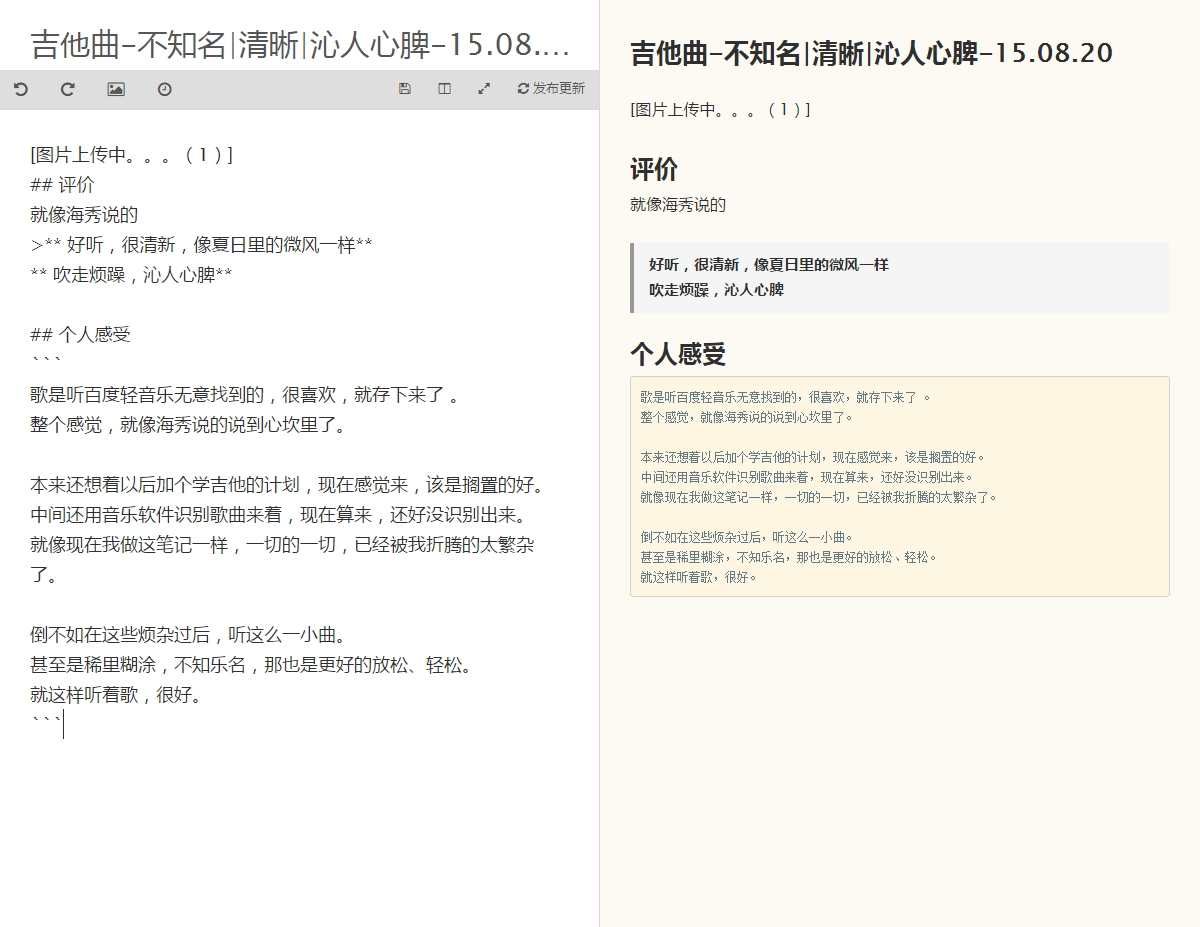 吉他曲-不知名|清晰|沁人心脾-15.08....
发布更新
[图片上传中。。。（1）]
## 评价
就像海秀说的
>** 好听，很清新，像夏日里的微风一样**
** 吹走烦躁，沁人心脾**
## 个人感受
```
歌是听百度轻音乐无意找到的，很喜欢，就存下来了 。
整个感觉，就像海秀说的说到心坎里了。
本来还想着以后加个学吉他的计划，现在感觉来，该是搁置的好。
中间还用音乐软件识别歌曲来着，现在算来，还好没识别出来。
就像现在我做这笔记一样，一切的一切，已经被我折腾的太繁杂
了。
倒不如在这些烦杂过后，听这么一小曲。
甚至是稀里糊涂，不知乐名，那也是更好的放松、轻松。
就这样听着歌，很好。
```
吉他曲-不知名|清晰|沁人心脾-15.08.20
[图片上传中。。。（1）]
评价
就像海秀说的
好听，很清新，像夏日里的微风一样
吹走烦躁，沁人心脾
个人感受
歌是听百度轻音乐无意找到的，很喜欢，就存下来了 。
整个感觉，就像海秀说的说到心坎里了。
本来还想着以后加个学吉他的计划，现在感觉来，该是搁置的好。
中间还用音乐软件识别歌曲来着，现在算来，还好没识别出来。
就像现在我做这笔记一样，一切的一切，已经被我折腾的太繁杂了。
倒不如在这些烦杂过后，听这么一小曲。
甚至是稀里糊涂，不知乐名，那也是更好的放松、轻松。
就这样听着歌，很好。